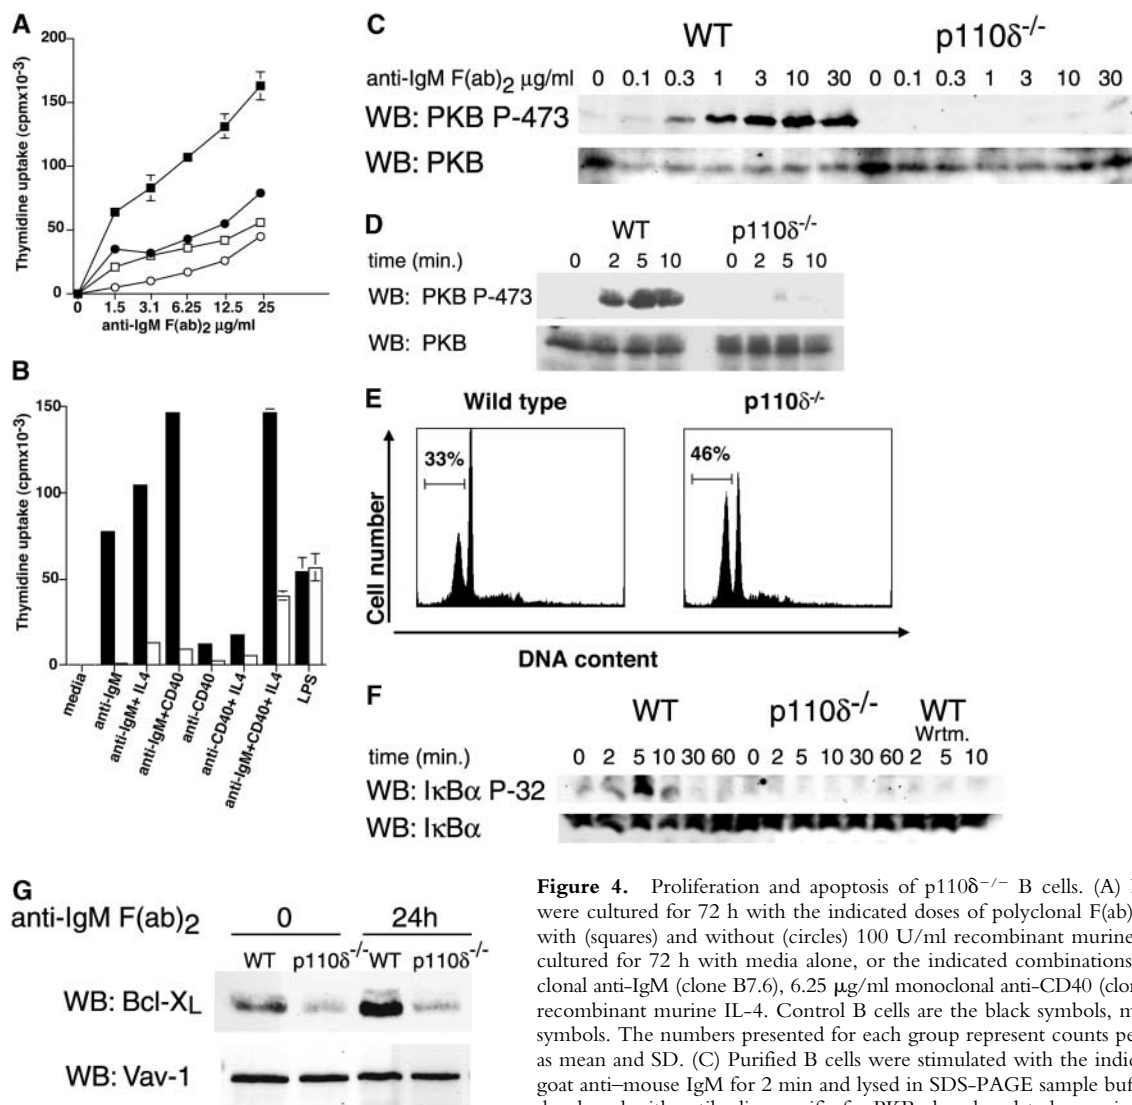 A
200
150
100
50
0
Thymidine uptake (cpmx10-3)
0 1.5 3.1 6.25 12.5 25
anti-IgM F(ab)2 µg/ml
B
150
100
50
0
Thymidine uptake (cpmx10-3)
media
anti-IgM
anti-IgM+ IL4
anti-IgM+CD40
anti-CD40
anti-CD40+ IL4
anti-IgM+CD40+ IL4
LPS
C
WT p110δ-/-
anti-IgM F(ab)2 µg/ml 0 0.1 0.3 1 3 10 30 0 0.1 0.3 1 3 10 30
WB: PKB P-473
WB: PKB
D
WT p110δ-/-
time (min.) 0 2 5 10 0 2 5 10
WB: PKB P-473
WB: PKB
E
Wild type p110δ-/-
33% 46%
Cell number
DNA content
F
WT p110δ-/- WT
Wrtm.
time (min.) 0 2 5 10 30 60 0 2 5 10 30 60 2 5 10
WB: IκBα P-32
WB: IκBα
G
anti-IgM F(ab)2 0 24h
WT p110δ-/- WT p110δ-/-
WB: Bcl-XL
WB: Vav-1
Figure 4. Proliferation and apoptosis of p110δ−/− B cells. (A)
were cultured for 72 h with the indicated doses of polyclonal F(ab)
with (squares) and without (circles) 100 U/ml recombinant murine
cultured for 72 h with media alone, or the indicated combinations
clonal anti-IgM (clone B7.6), 6.25 µg/ml monoclonal anti-CD40 (clon
recombinant murine IL-4. Control B cells are the black symbols, m
symbols. The numbers presented for each group represent counts pe
as mean and SD. (C) Purified B cells were stimulated with the indic
goat anti–mouse IgM for 2 min and lysed in SDS-PAGE sample buf